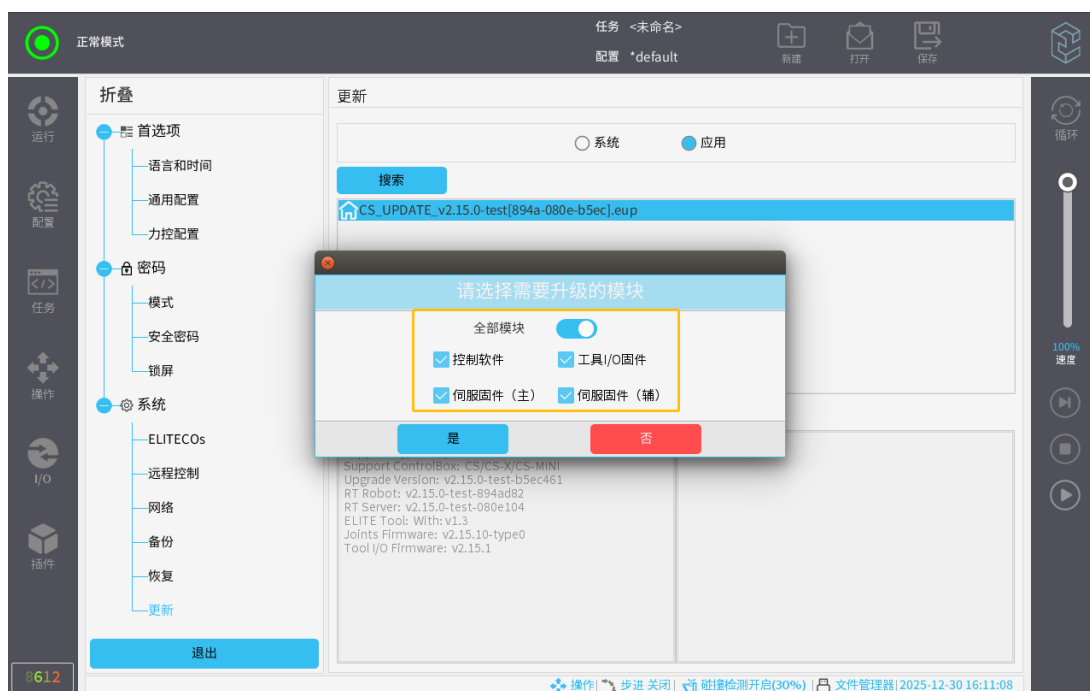 正常模式
任务 <未命名>
配置 *default
新建
打开
保存
运行
配置
任务
操作
I/O
插件
8612
折叠
首选项
语言和时间
通用配置
力控配置
密码
模式
安全密码
锁屏
系统
ELITECOs
远程控制
网络
备份
恢复
更新
退出
更新
系统 应用
搜索
CS_UPDATE_v2.15.0-test[894a-080e-b5ec].eup
请选择需要升级的模块
全部模块
控制软件 工具I/O固件
伺服固件（主） 伺服固件（辅）
是 否
Support ControlBox: CS/CS-X/CS-MINI
Upgrade Version: v2.15.0-test-b5ec461
RT Robot: v2.15.0-test-894ad82
RT Server: v2.15.0-test-080e104
ELITE Tool: With: v1.3
Joints Firmware: v2.15.10-type0
Tool I/O Firmware: v2.15.1
循环
100%
速度
操作| 步进 关闭| 碰撞检测开启(30%) | 文件管理器|2025-12-30 16:11:08